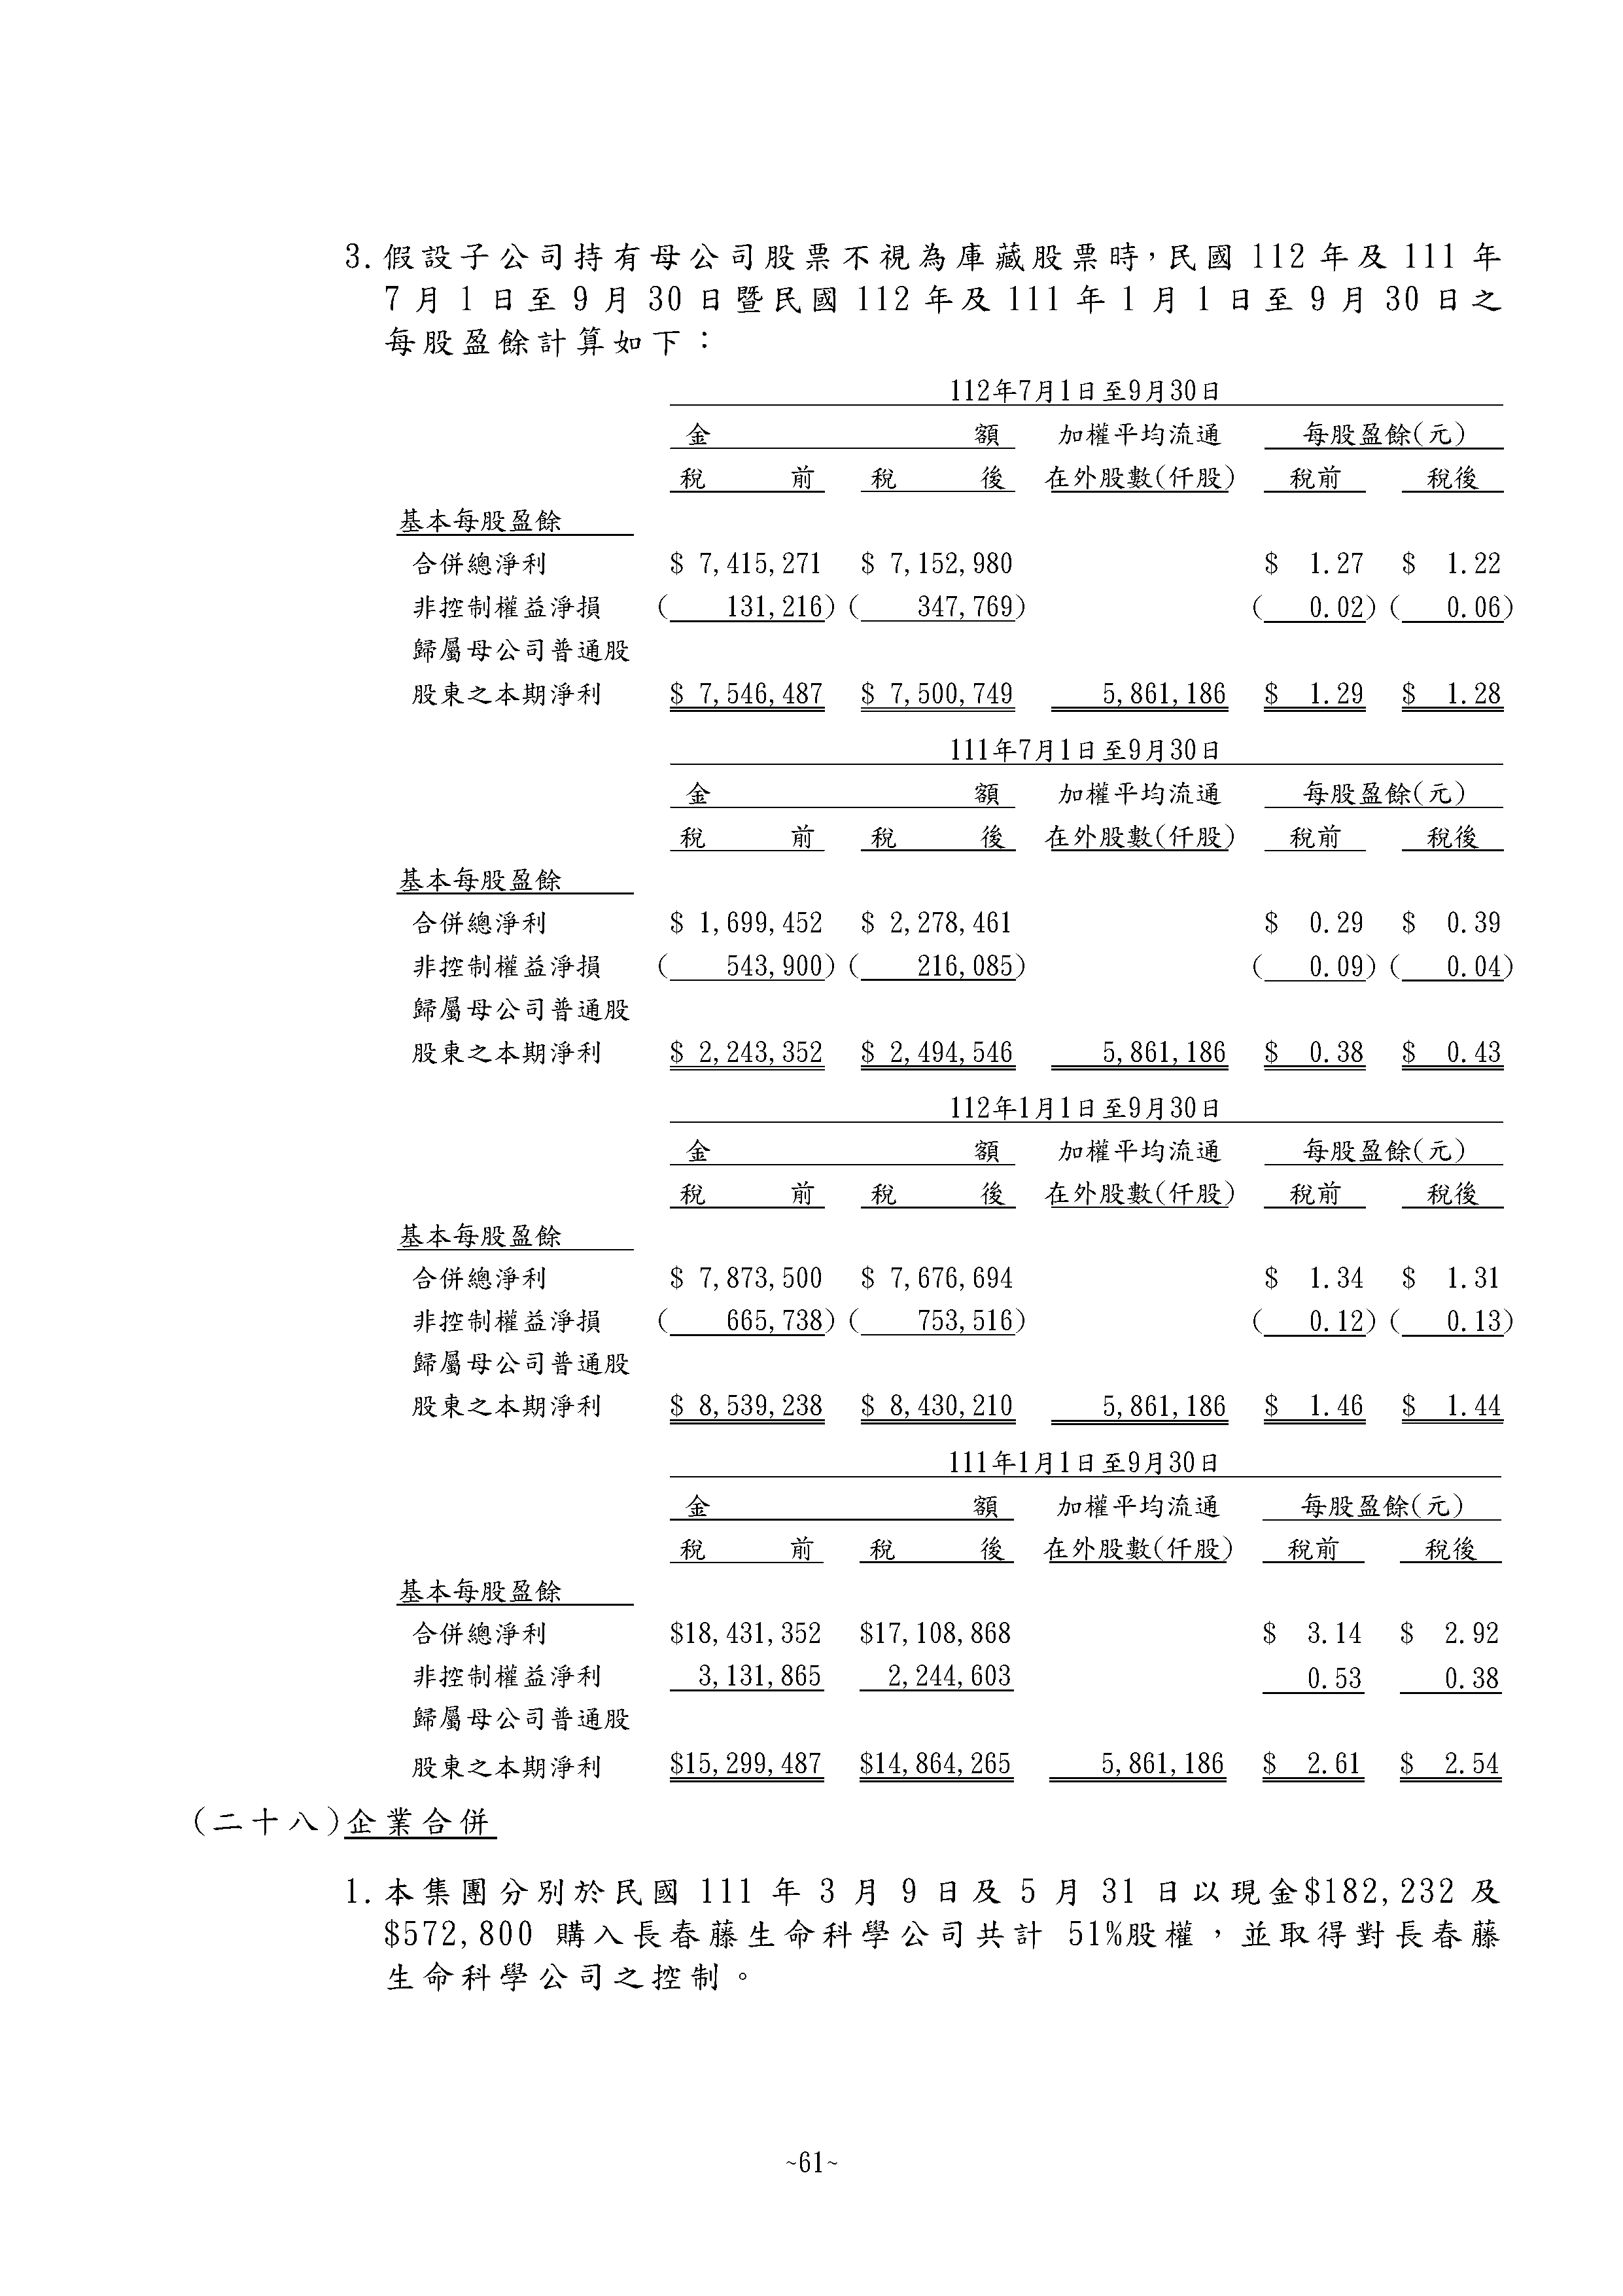 3.假設子公司持有母公司股票不視為庫藏股票時，民國 112 年及 111 年
7 月 1 日至 9 月 30 日暨民國 112 年及 111 年 1 月 1 日至 9 月 30 日之
每股盈餘計算如下：
112年7月1日至9月30日
金 額 加權平均流通 每股盈餘(元)
稅 前 稅 後 在外股數(仟股) 稅前 稅後
基本每股盈餘
合併總淨利 $ 7,415,271 $ 7,152,980 $ 1.27 $ 1.22
非控制權益淨損 ( 131,216) ( 347,769) ( 0.02) ( 0.06)
歸屬母公司普通股
股東之本期淨利 $ 7,546,487 $ 7,500,749 5,861,186 $ 1.29 $ 1.28
111年7月1日至9月30日
金 額 加權平均流通 每股盈餘(元)
稅 前 稅 後 在外股數(仟股) 稅前 稅後
基本每股盈餘
合併總淨利 $ 1,699,452 $ 2,278,461 $ 0.29 $ 0.39
非控制權益淨損 ( 543,900) ( 216,085) ( 0.09) ( 0.04)
歸屬母公司普通股
股東之本期淨利 $ 2,243,352 $ 2,494,546 5,861,186 $ 0.38 $ 0.43
112年1月1日至9月30日
金 額 加權平均流通 每股盈餘(元)
稅 前 稅 後 在外股數(仟股) 稅前 稅後
基本每股盈餘
合併總淨利 $ 7,873,500 $ 7,676,694 $ 1.34 $ 1.31
非控制權益淨損 ( 665,738) ( 753,516) ( 0.12) ( 0.13)
歸屬母公司普通股
股東之本期淨利 $ 8,539,238 $ 8,430,210 5,861,186 $ 1.46 $ 1.44
111年1月1日至9月30日
金 額 加權平均流通 每股盈餘(元)
稅 前 稅 後 在外股數(仟股) 稅前 稅後
基本每股盈餘
合併總淨利 $18,431,352 $17,108,868 $ 3.14 $ 2.92
非控制權益淨利 3,131,865 2,244,603 0.53 0.38
歸屬母公司普通股
股東之本期淨利 $15,299,487 $14,864,265 5,861,186 $ 2.61 $ 2.54
(二十八)企業合併
1.本集團分別於民國 111 年 3 月 9 日及 5 月 31 日以現金$182,232 及
$572,800 購入長春藤生命科學公司共計 51%股權，並取得對長春藤
生命科學公司之控制。
~61~